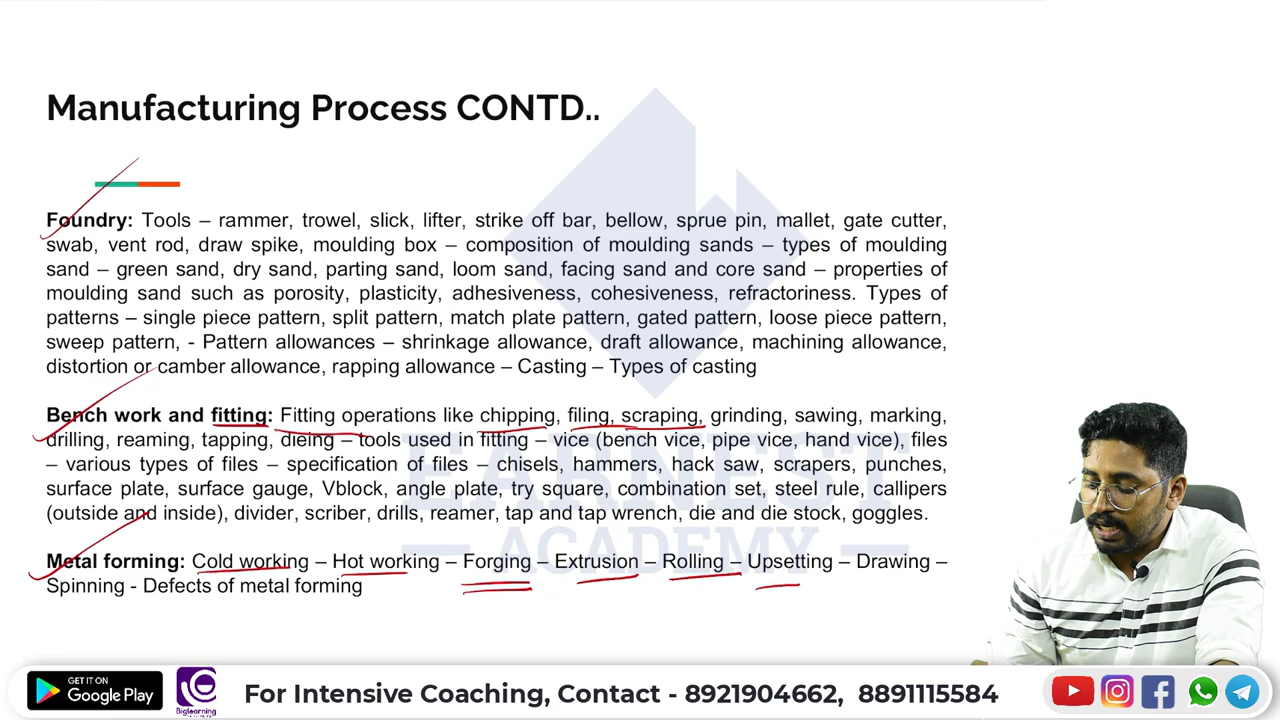 Manufacturing Process CONTD..
Foundry: Tools – rammer, trowel, slick, lifter, strike off bar, bellow, sprue pin, mallet, gate cutter,
swab, vent rod, draw spike, moulding box – composition of moulding sands – types of moulding
sand – green sand, dry sand, parting sand, loom sand, facing sand and core sand – properties of
moulding sand such as porosity, plasticity, adhesiveness, cohesiveness, refractoriness. Types of
patterns – single piece pattern, split pattern, match plate pattern, gated pattern, loose piece pattern,
sweep pattern, - Pattern allowances – shrinkage allowance, draft allowance, machining allowance,
distortion or camber allowance, rapping allowance – Casting – Types of casting
Bench work and fitting: Fitting operations like chipping, filing, scraping, grinding, sawing, marking,
drilling, reaming, tapping, dieing – tools used in fitting – vice (bench vice, pipe vice, hand vice), files
– various types of files – specification of files – chisels, hammers, hack saw, scrapers, punches,
surface plate, surface gauge, Vblock, angle plate, try square, combination set, steel rule, callipers
(outside and inside), divider, scriber, drills, reamer, tap and tap wrench, die and die stock, goggles.
Metal forming: Cold working – Hot working – Forging – Extrusion – Rolling – Upsetting – Drawing –
Spinning - Defects of metal forming
EARNEST
ACADEMY
GET IT ON
Google Play
Biglearning
For Intensive Coaching, Contact - 8921904662, 8891115584